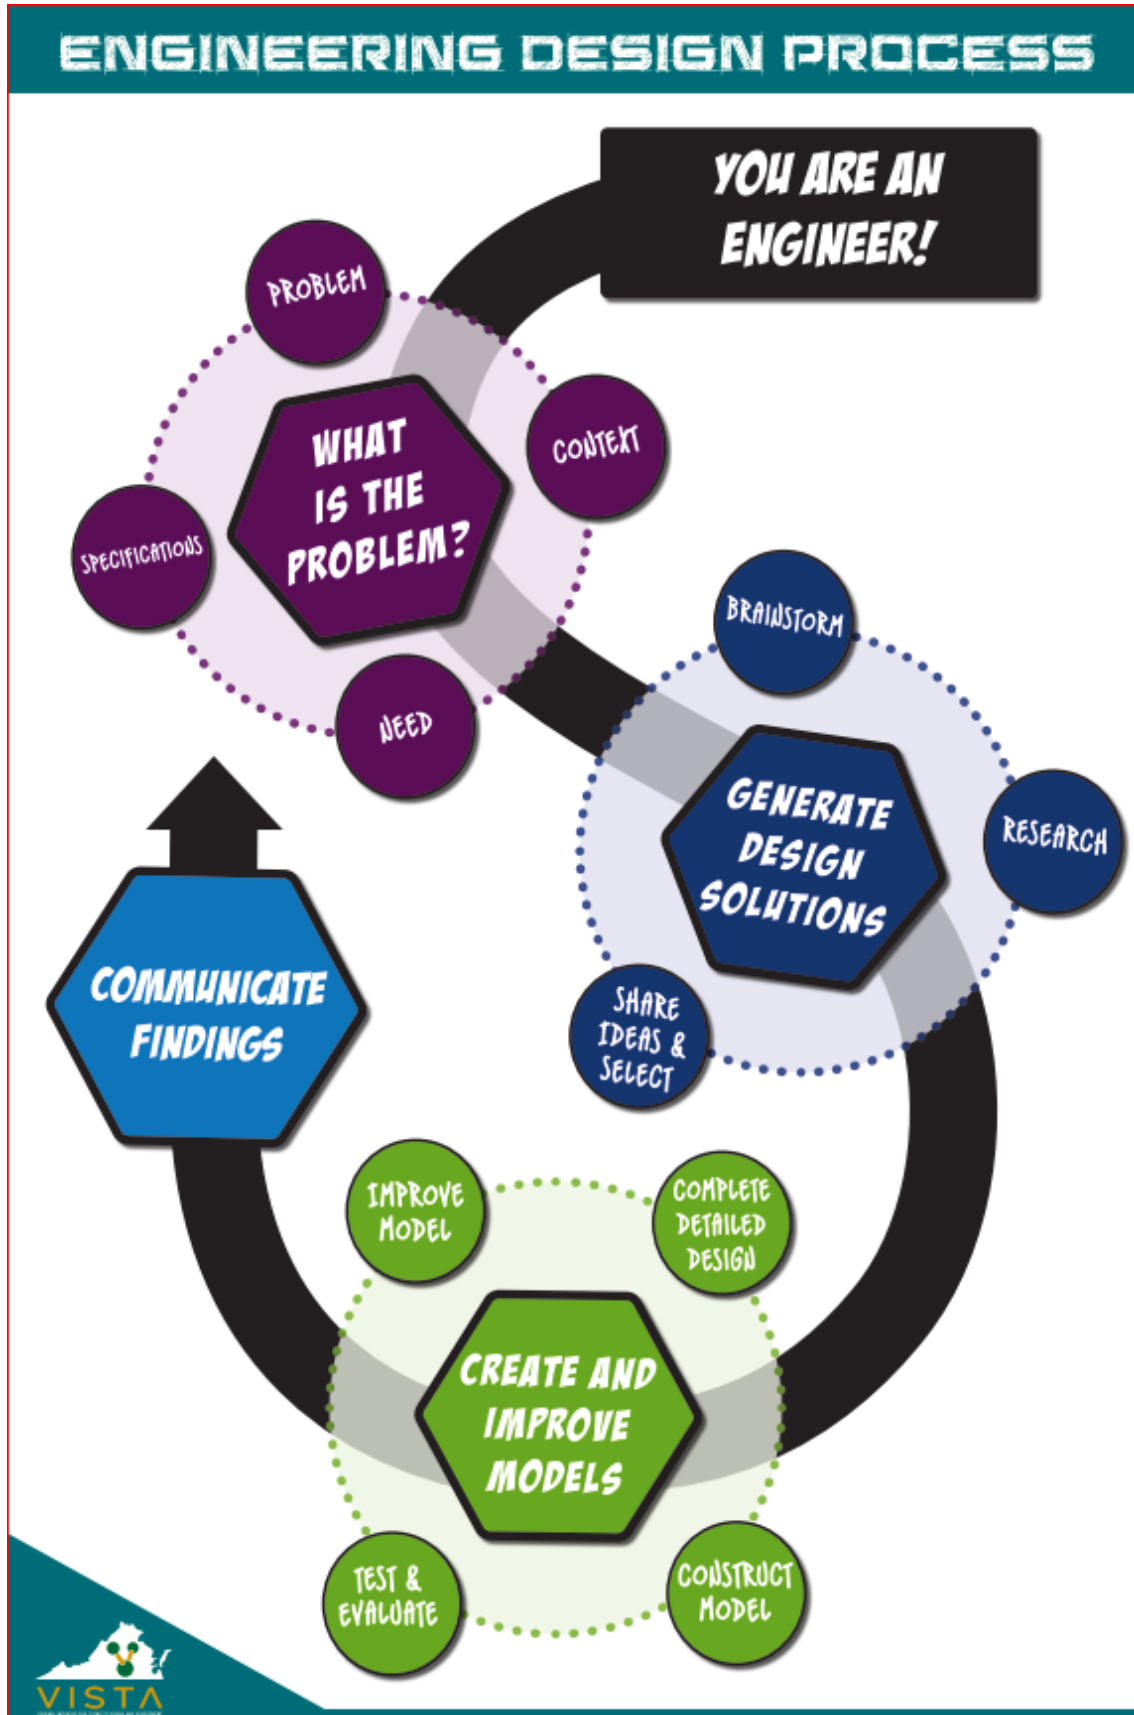 ENGINEERING DESIGN PROCESS
YOU ARE AN
ENGINEER!
PROBLEM
CONTEXT
WHAT
IS THE
PROBLEM?
SPECIFICATIONS
NEED
BRAINSTORM
RESEARCH
GENERATE
DESIGN
SOLUTIONS
SHARE
IDEAS &
SELECT
COMPLETE
DETAILED
DESIGN
CONSTRUCT
MODEL
CREATE AND
IMPROVE
MODELS
TEST &
EVALUATE
IMPROVE
MODEL
COMMUNICATE
FINDINGS
VISTA